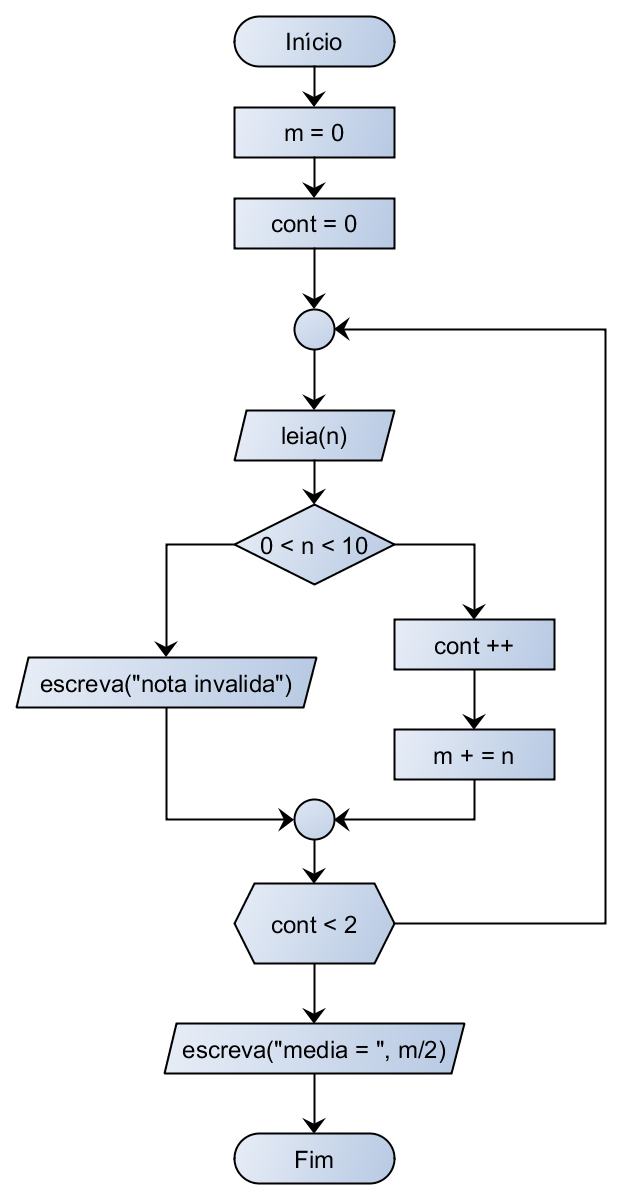 Início
m = 0
cont = 0
leia(n)
0 < n < 10
cont ++
escreva("nota invalida")
m + = n
cont < 2
escreva("media = ", m/2)
Fim